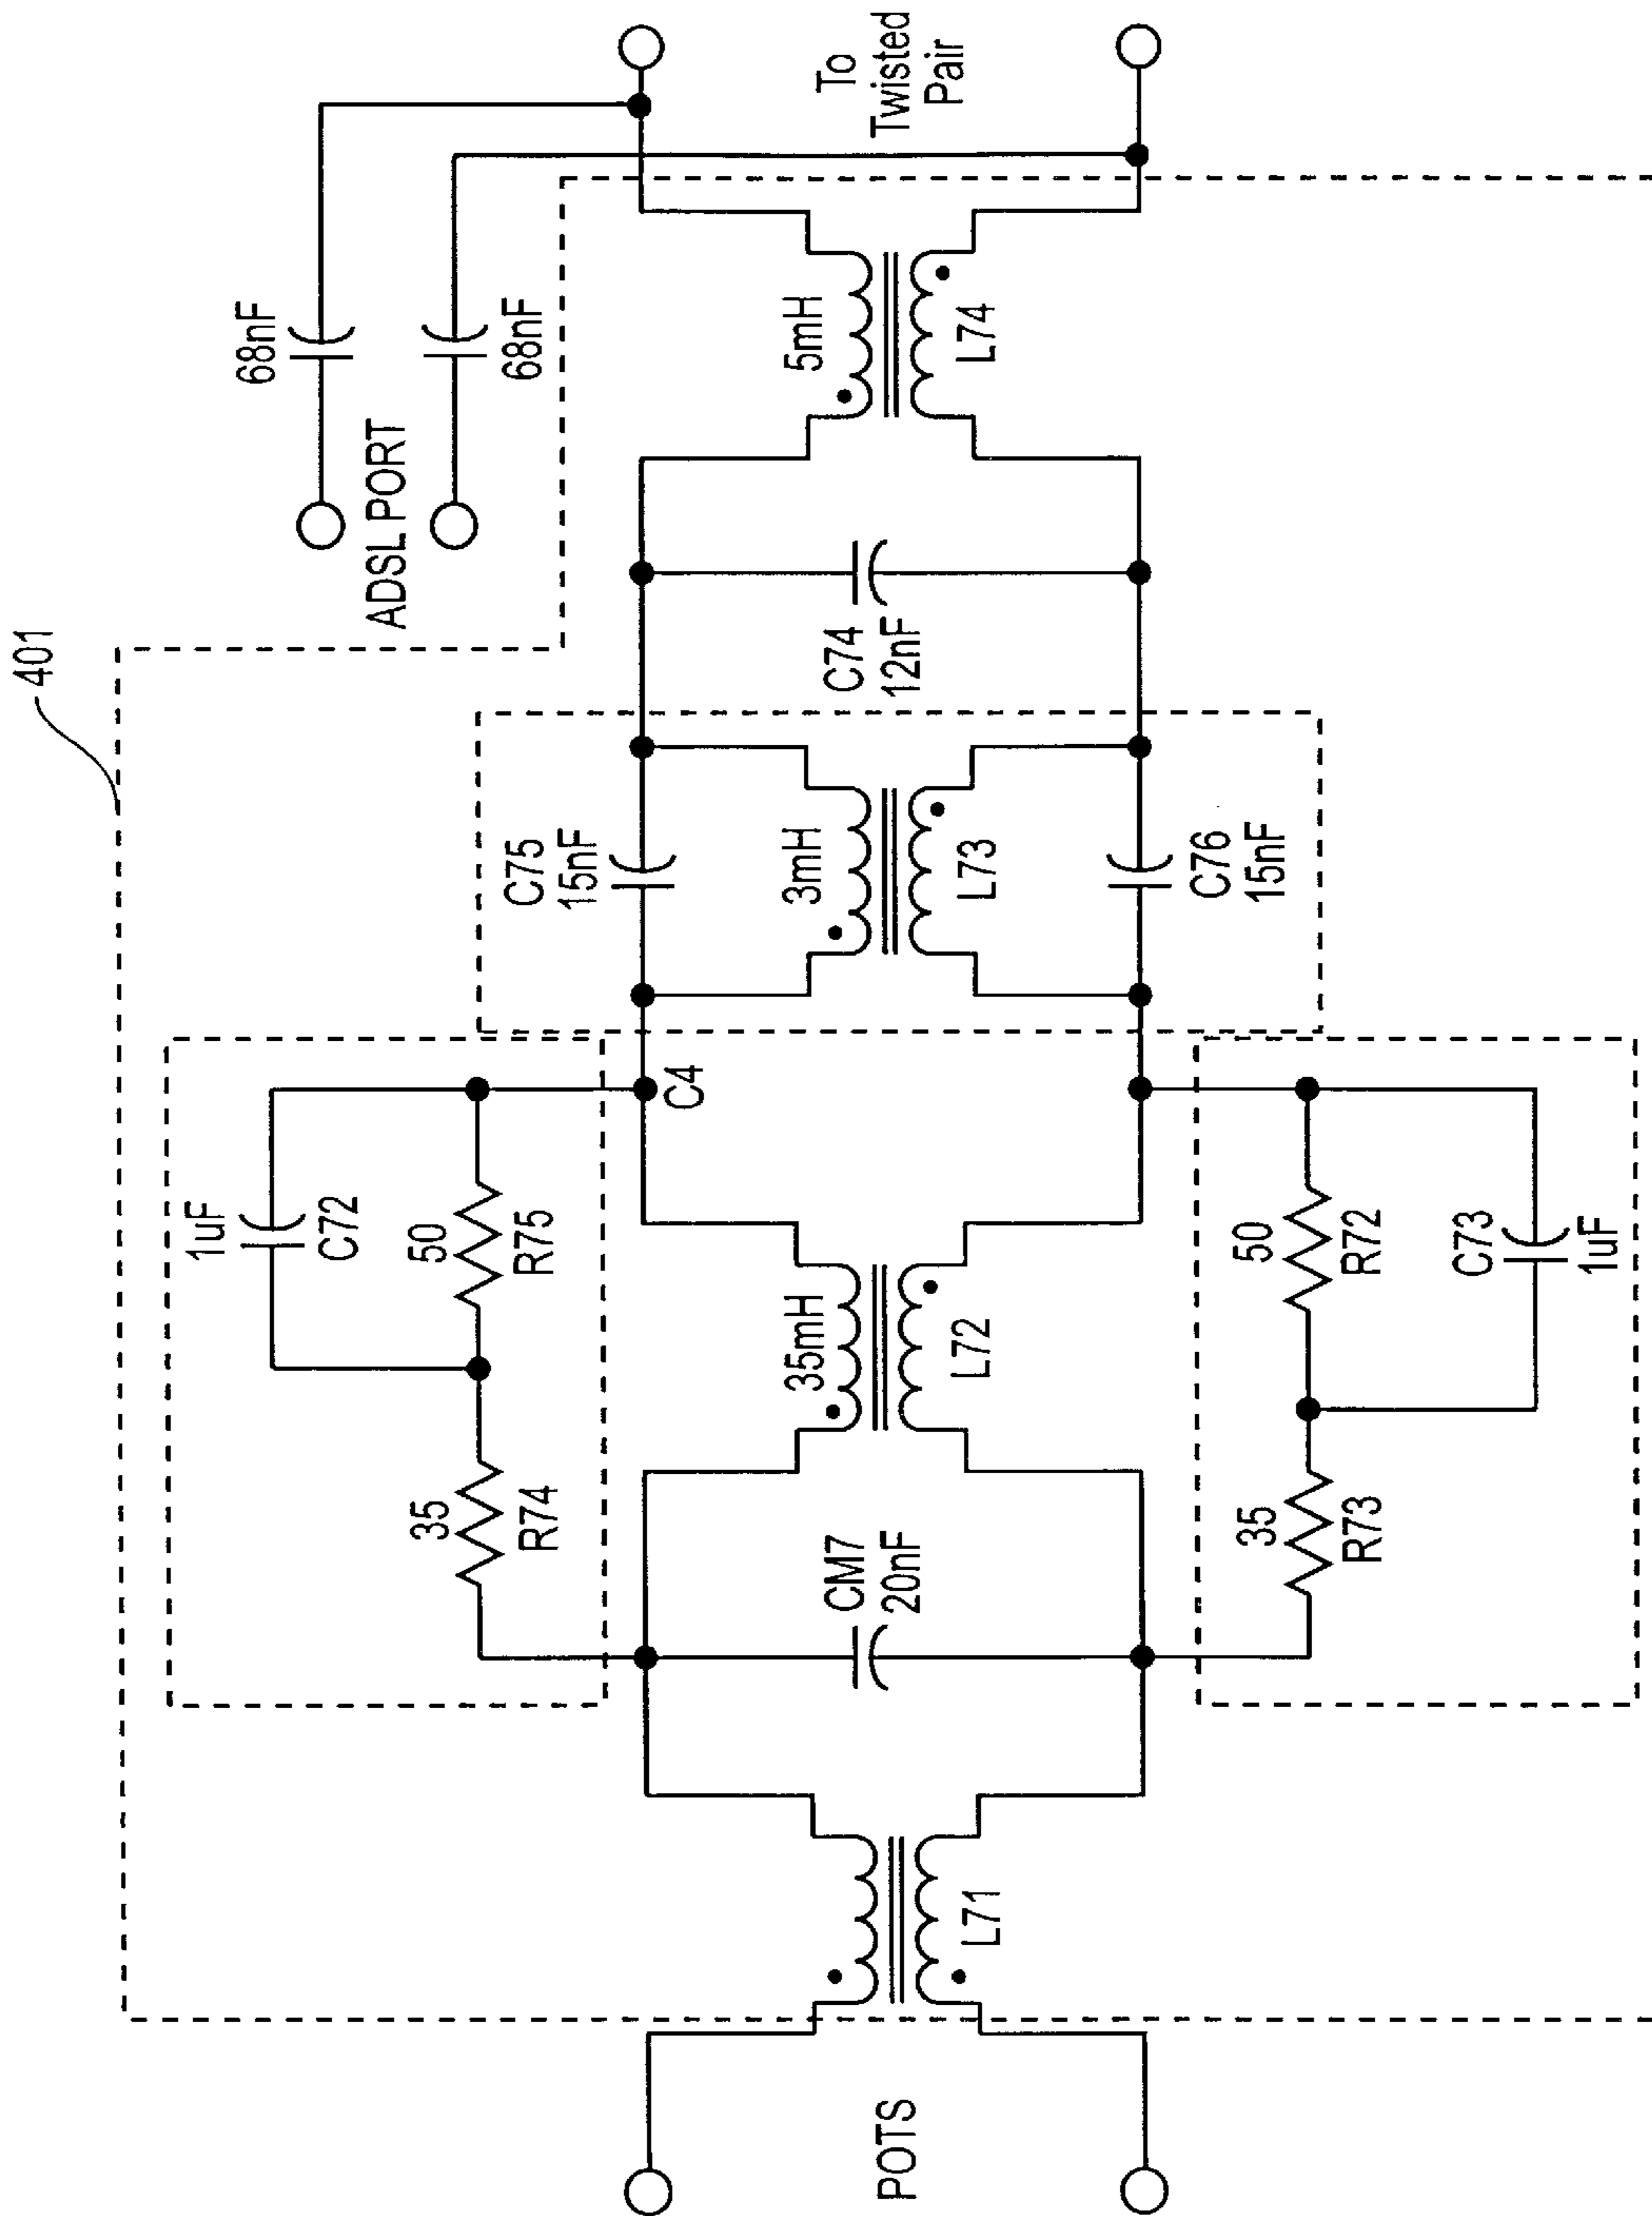 401
68nF
ADSL PORT
68nF
To
Twisted
Pair
1uF
C72
50
R75
35
R74
C4
C75
15nF
3mH
L73
C76
15nF
C74
12nF
5mH
L74
35mH
L72
CM7
20nF
L71
POTS
50
R72
35
R73
C73
1uF